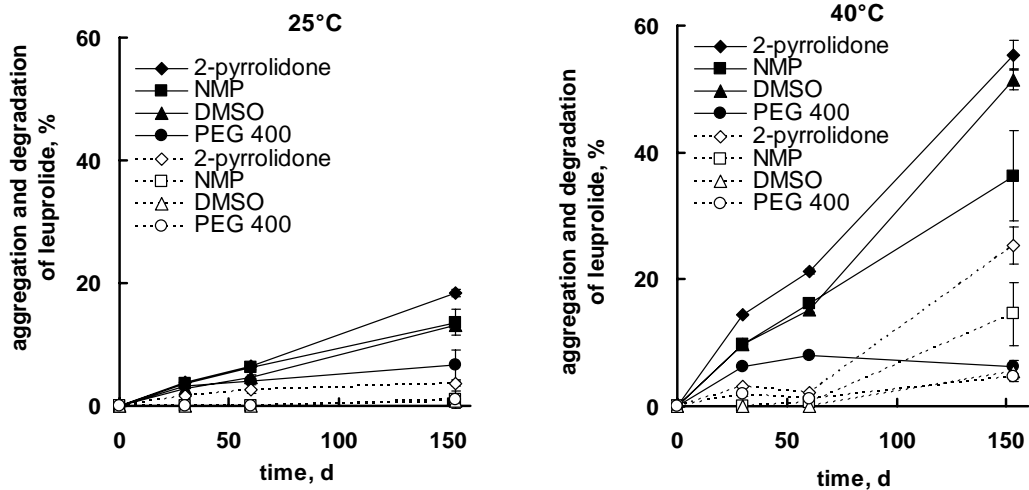 25°C
60
40
20
0
aggregation and degradation
of leuprolide, %
2-pyrrolidone
NMP
DMSO
PEG 400
2-pyrrolidone
NMP
DMSO
PEG 400
0
50
100
150
time, d
40°C
60
40
20
0
aggregation and degradation
of leuprolide, %
2-pyrrolidone
NMP
DMSO
PEG 400
2-pyrrolidone
NMP
DMSO
PEG 400
0
50
100
150
time, d